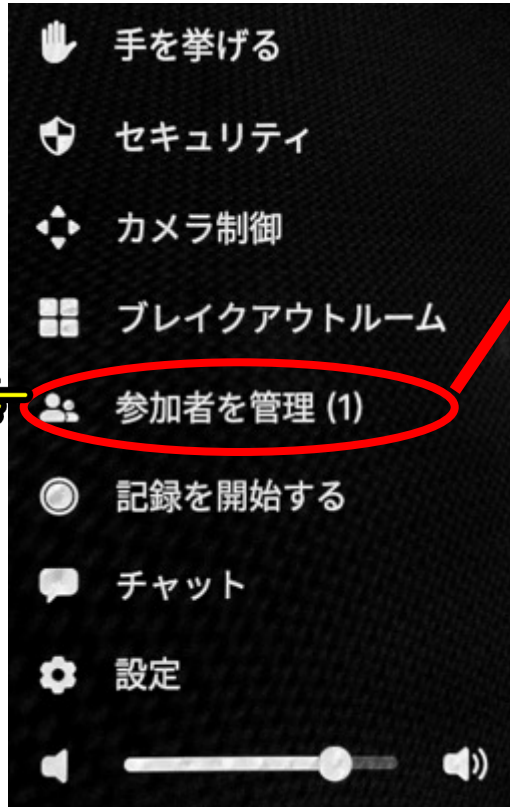 手を挙げる
セキュリティ
カメラ制御
ブレイクアウトルーム
参加者を管理 (1)
記録を開始する
チャット
設定